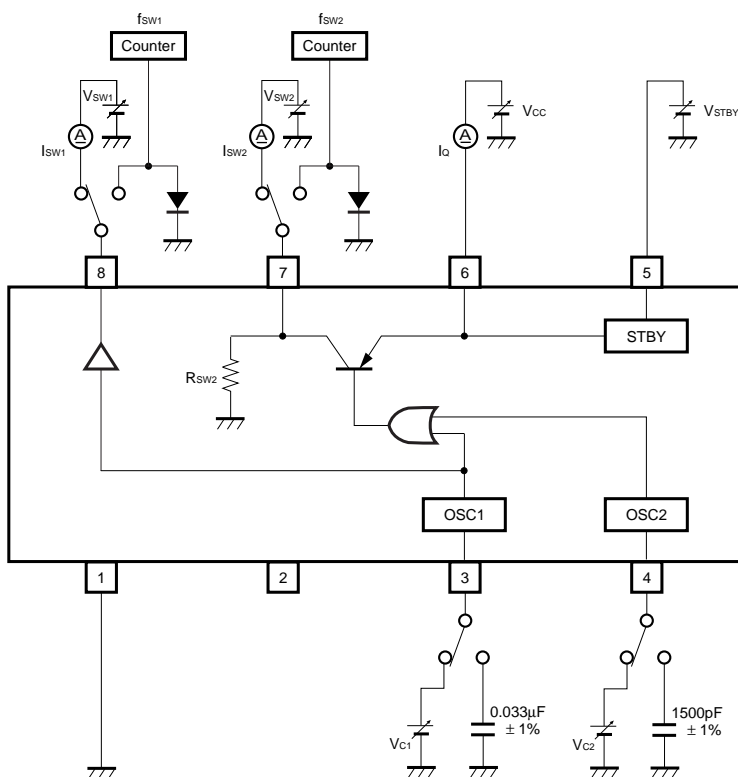 fSW1
fSW2
Counter
Counter
VSW1
VSW2
VCC
VSTBY
A
A
A
ISW1
ISW2
IQ
8
7
6
5
STBY
RSW2
OSC1
OSC2
1
2
3
4
0.033μF
± 1%
1500pF
± 1%
VC1
VC2